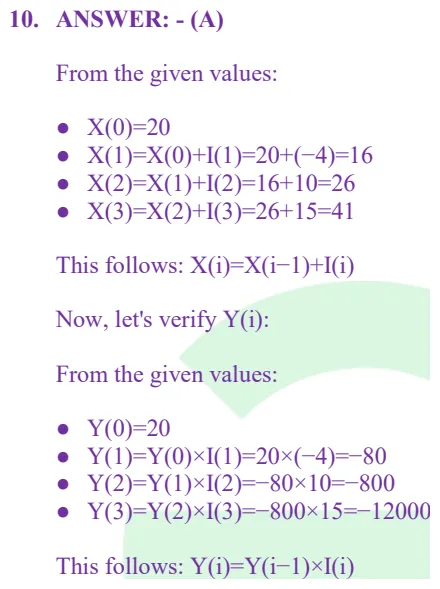 10. ANSWER: - (A)
From the given values:
● X(0)=20
● X(1)=X(0)+I(1)=20+(−4)=16
● X(2)=X(1)+I(2)=16+10=26
● X(3)=X(2)+I(3)=26+15=41
This follows: X(i)=X(i−1)+I(i)
Now, let's verify Y(i):
From the given values:
● Y(0)=20
● Y(1)=Y(0)×I(1)=20×(−4)=−80
● Y(2)=Y(1)×I(2)=−80×10=−800
● Y(3)=Y(2)×I(3)=−800×15=−12000
This follows: Y(i)=Y(i−1)×I(i)